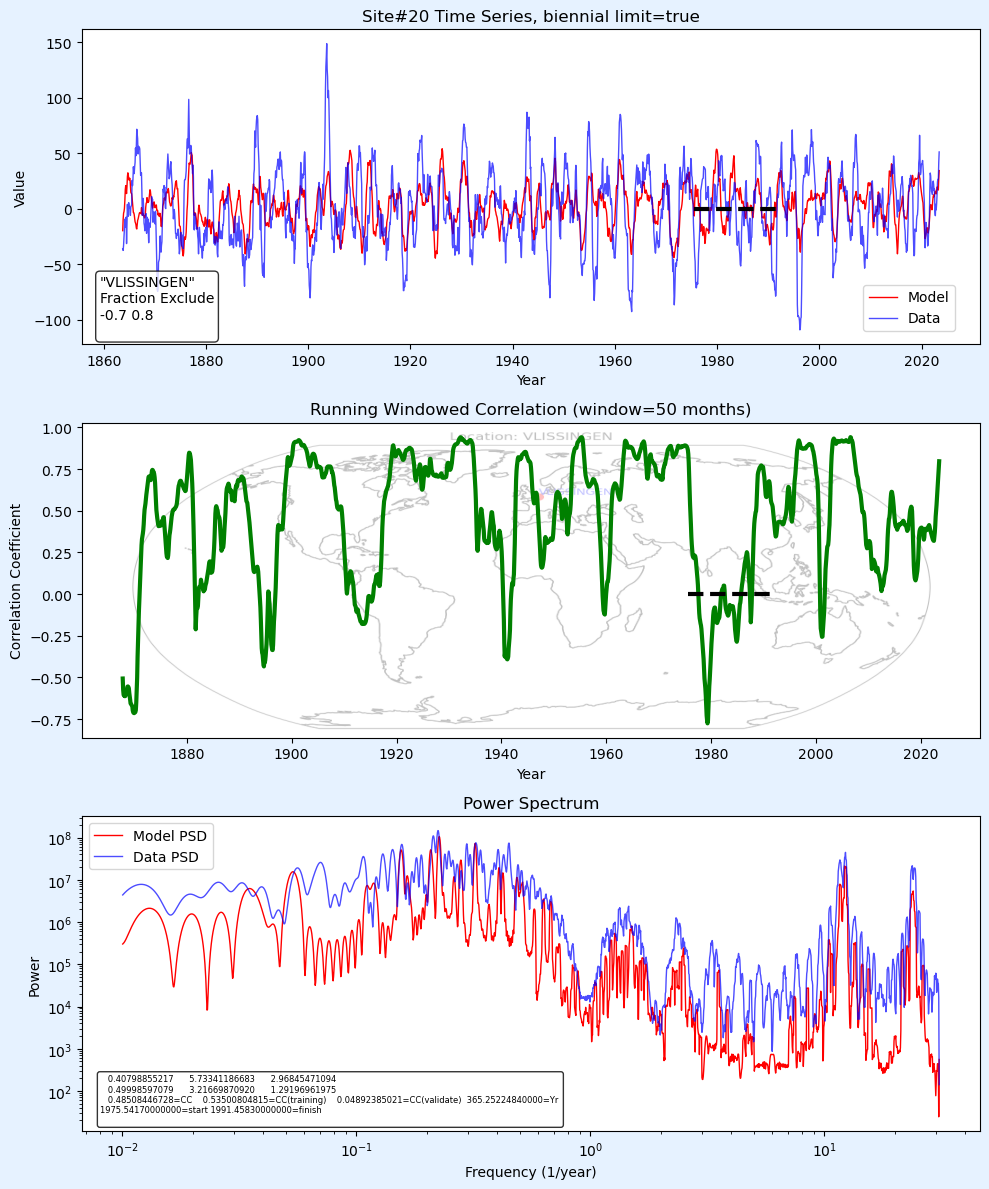 Site#20 Time Series, biennial limit=true
150
100
50
0
−50
−100
Value
"VLISSINGEN"
Fraction Exclude
-0.7 0.8
Model
Data
1860
1880
1900
1920
1940
1960
1980
2000
2020
Year
Running Windowed Correlation (window=50 months)
Location: VLISSINGEN
1.00
0.75
0.50
0.25
0.00
−0.25
−0.50
−0.75
Correlation Coefficient
1880
1900
1920
1940
1960
1980
2000
2020
Year
Power Spectrum
Model PSD
Data PSD
10⁸
10⁷
10⁶
10⁵
10⁴
10³
10²
Power
0.40798855217 5.73341186683 2.96845471094
0.49998597079 3.21669870920 1.29196961975
0.48508446728=CC 0.53500804815=CC(training) 0.04892385021=CC(validate) 365.25224840000=Yr
1975.54170000000=start 1991.45830000000=finish
10⁻²
10⁻¹
10⁰
10¹
Frequency (1/year)